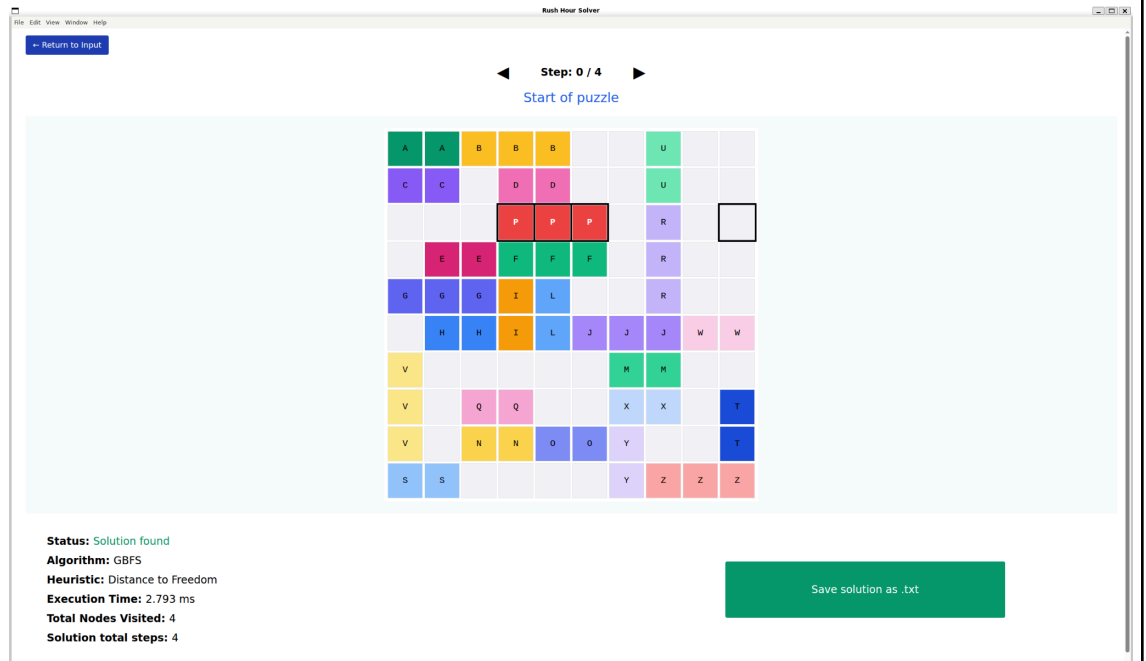 Rush Hour Solver
File Edit View Window Help
← Return to Input
◀ Step: 0 / 4 ▶
Start of puzzle
A A B B B U
C C D D U
P P P R
E E F F F R
G G G I L R
H H I L J J J W W
V M M
V Q Q X X T
V N N O O Y T
S S Y Z Z Z
Status: Solution found
Algorithm: GBFS
Heuristic: Distance to Freedom
Execution Time: 2.793 ms
Total Nodes Visited: 4
Solution total steps: 4
Save solution as .txt